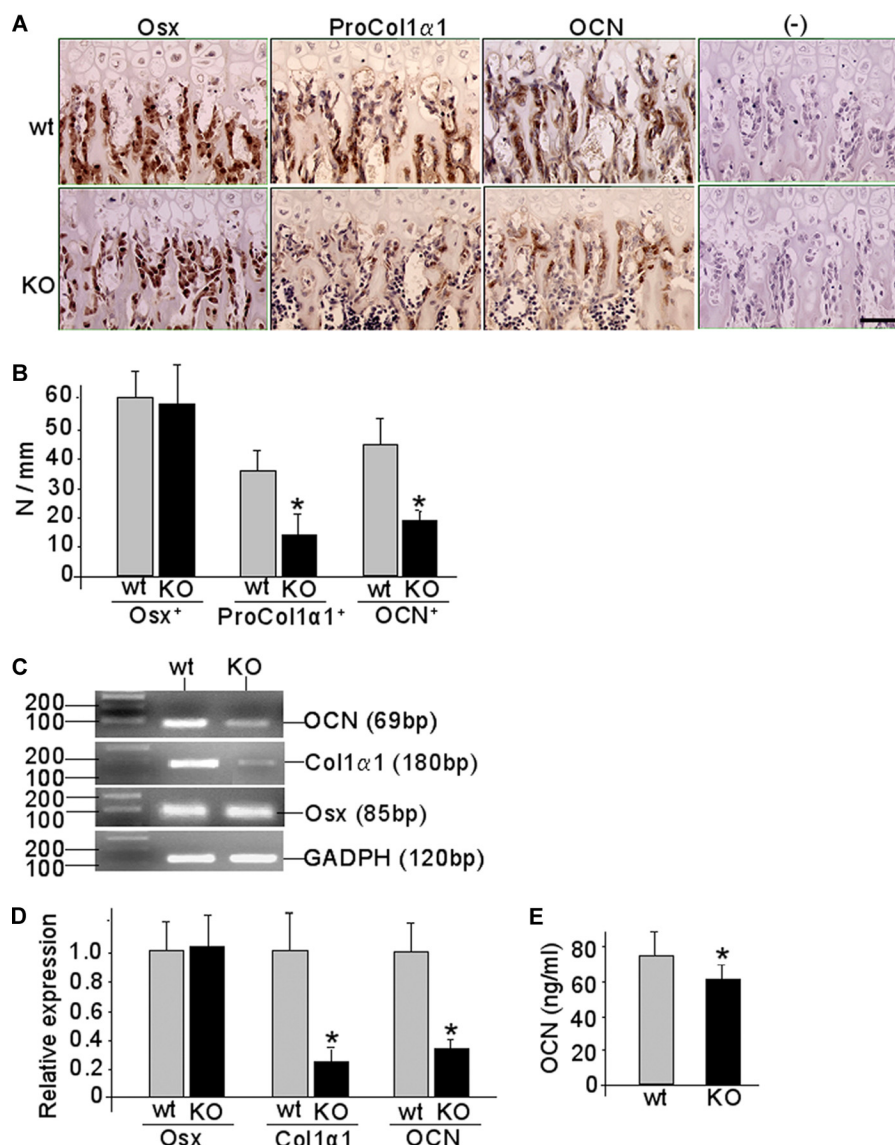 A
Osx ProCol1α1 OCN (-)
wt
KO
B
N / mm
60
50
40
30
20
10
0
wt KO wt KO wt KO
Osx+ ProCol1α1+ OCN+
* *
C
wt KO
200
100
OCN (69bp)
200
100
Col1α1 (180bp)
200
100
Osx (85bp)
200
100
GADPH (120bp)
D
Relative expression
1.0
0.8
0.6
0.4
0.2
0
* *
wt KO wt KO wt KO
Osx Col1α1 OCN
E
OCN (ng/ml)
80
60
40
20
0
*
wt KO